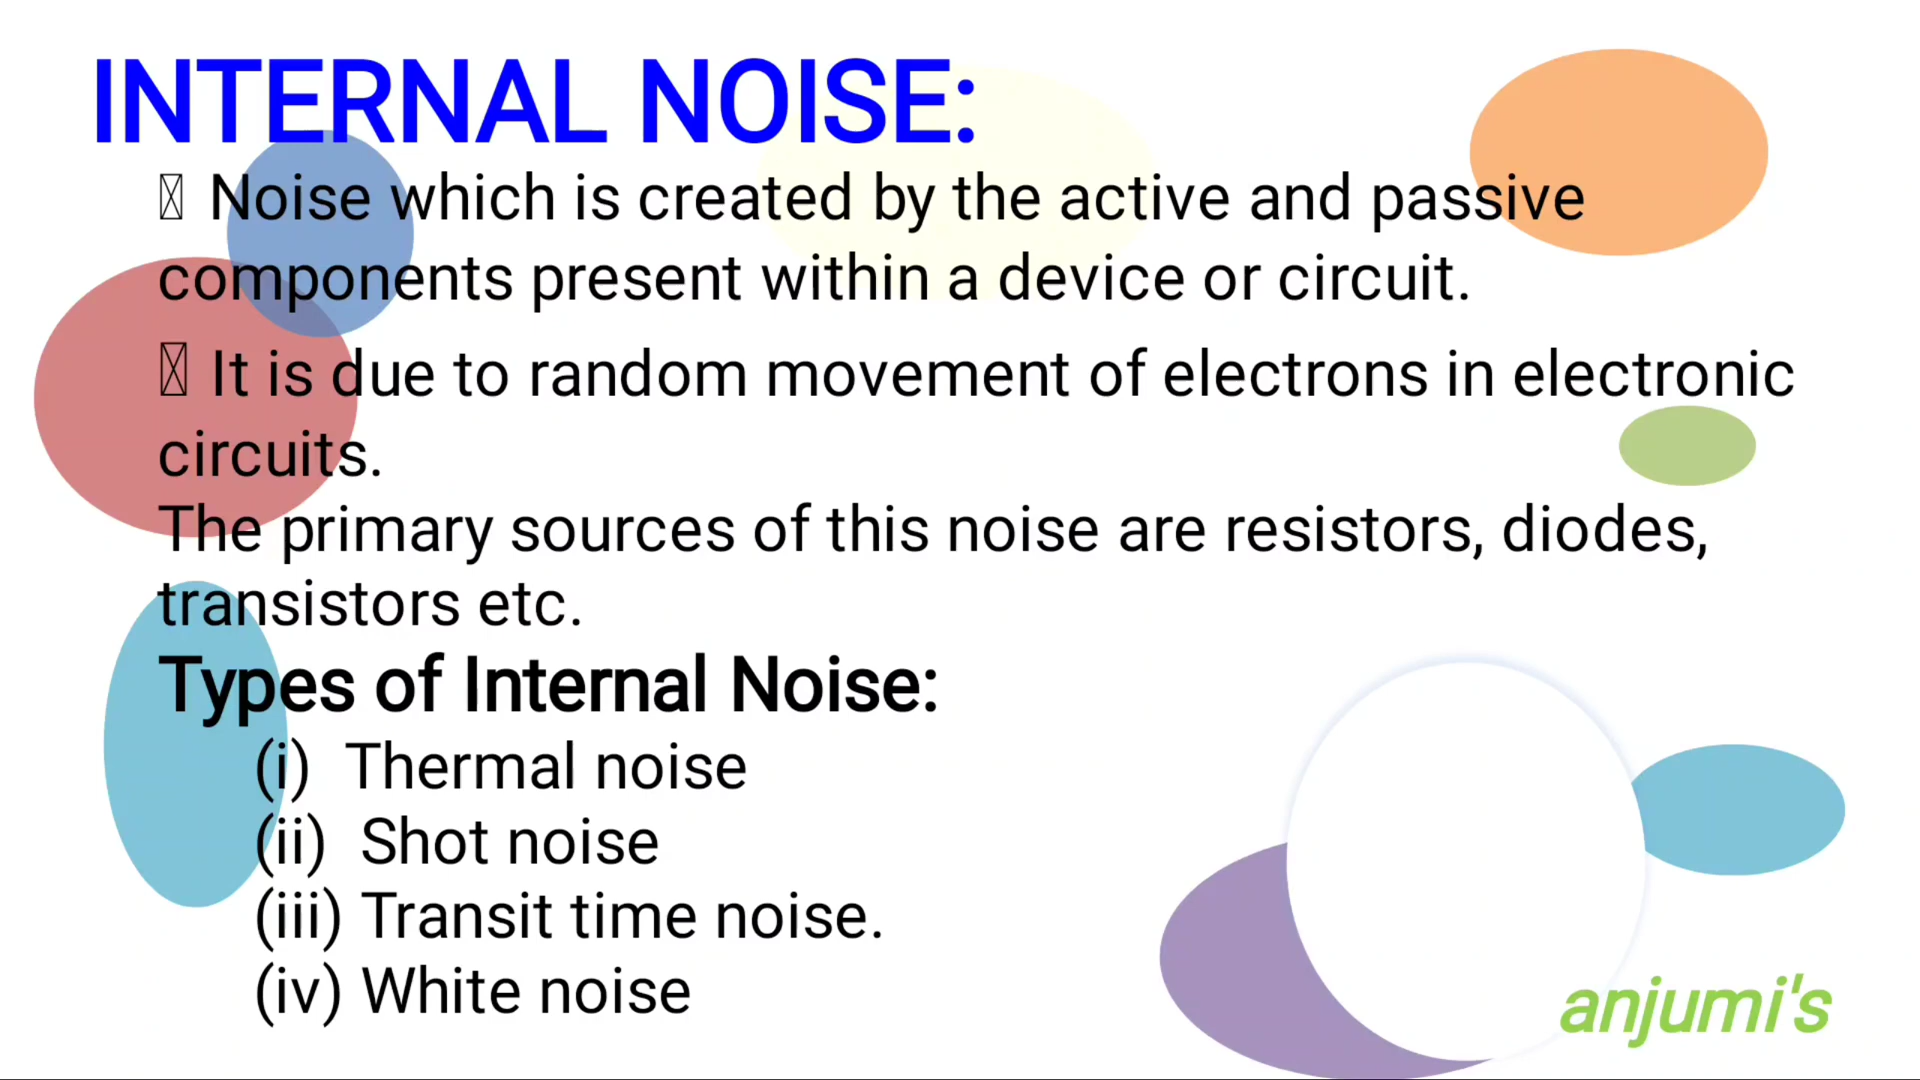 INTERNAL NOISE:
Noise which is created by the active and passive
components present within a device or circuit.
It is due to random movement of electrons in electronic
circuits.
The primary sources of this noise are resistors, diodes,
transistors etc.
Types of Internal Noise:
(i) Thermal noise
(ii) Shot noise
(iii) Transit time noise.
(iv) White noise
anjumi's